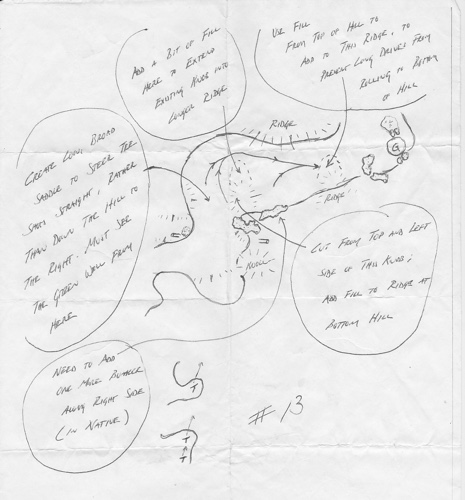 ADD A BIT OF FILL
HERE TO EXTEND
EXISTING KNOB INTO
LONGER RIDGE
USE FILL
FROM TOP OF HILL TO
ADD TO THIS RIDGE, TO
PREVENT LONG DRIVES FROM
ROLLING TO BOTTOM
OF HILL
RIDGE
G
CREATE LONG, BROAD
SADDLE TO STEER TEE
SHOTS STRAIGHT, RATHER
THAN DOWN THE HILL TO
THE RIGHT. MUST SEE
THE GREEN WELL FROM
HERE
RIDGE
KNOLL
CUT FROM TOP AND LEFT
SIDE OF THIS KNOB;
ADD FILL TO RIDGE AT
BOTTOM HILL
NEED TO ADD
ONE MORE BUNKER
ALONG RIGHT SIDE
(IN NATIVE)
T
T
T
# 13